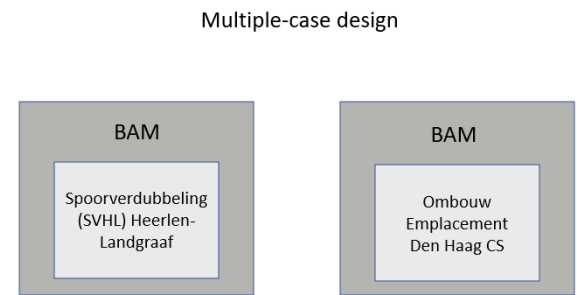 Multiple-case design
BAM
Spoorverdubbeling
(SVHL) Heerlen-
Landgraaf
BAM
Ombouw
Emplacement
Den Haag CS